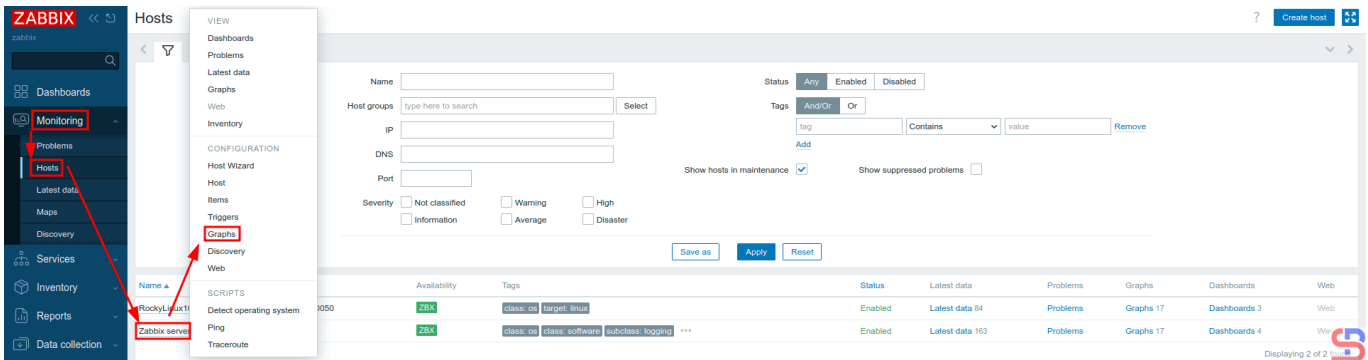 ZABBIX
zabbix
Dashboards
Monitoring
Problems
Hosts
Latest data
Maps
Discovery
Services
Inventory
Reports
Data collection
Hosts
? Create host
VIEW
Dashboards
Problems
Latest data
Graphs
Web
Inventory
CONFIGURATION
Host Wizard
Host
Items
Triggers
Graphs
Discovery
Web
SCRIPTS
Detect operating system
Ping
Traceroute
Name
Host groups type here to search Select
IP
DNS
Port
Severity Not classified Warning High
Information Average Disaster
Status Any Enabled Disabled
Tags And/Or Or
tag Contains value Remove
Add
Show hosts in maintenance Show suppressed problems
Save as Apply Reset
Name Availability Tags Status Latest data Problems Graphs Dashboards Web
0050 ZBX class: os target: linux Enabled Latest data 84 Problems Graphs 17 Dashboards 3 Web
Zabbix server ZBX class: os class: software subclass: logging Enabled Latest data 163 Problems Graphs 17 Dashboards 4 Web
Displaying 2 of 2